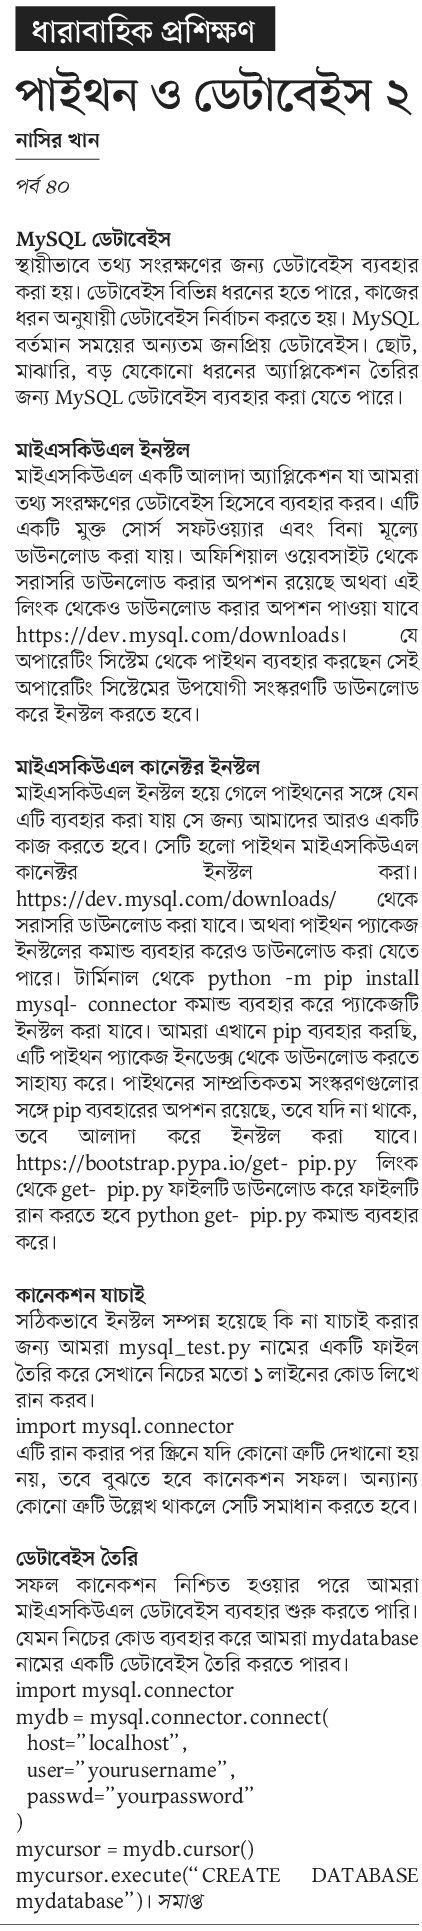 ধারাবাহিক প্রশিক্ষণ
পাইথন ও ডেটাবেইস ২
নাসির খান
পর্ব ৪০
MySQL ডেটাবেইস
স্থায়ীভাবে তথ্য সংরক্ষণের জন্য ডেটাবেইস ব্যবহার
করা হয়। ডেটাবেইস বিভিন্ন ধরনের হতে পারে, কাজের
ধরন অনুযায়ী ডেটাবেইস নির্বাচন করতে হয়। MySQL
বর্তমান সময়ের অন্যতম জনপ্রিয় ডেটাবেইস। ছোট,
মাঝারি, বড় যেকোনো ধরনের অ্যাপ্লিকেশন তৈরির
জন্য MySQL ডেটাবেইস ব্যবহার করা যেতে পারে।
মাইএসকিউএল ইনস্টল
মাইএসকিউএল একটি আলাদা অ্যাপ্লিকেশন যা আমরা
তথ্য সংরক্ষণের ডেটাবেইস হিসেবে ব্যবহার করব। এটি
একটি মুক্ত সোর্স সফটওয়্যার এবং বিনা মূল্যে
ডাউনলোড করা যায়। অফিশিয়াল ওয়েবসাইট থেকে
সরাসরি ডাউনলোড করার অপশন রয়েছে অথবা এই
লিংক থেকেও ডাউনলোড করার অপশন পাওয়া যাবে
https://dev.mysql.com/downloads। যে
অপারেটিং সিস্টেম থেকে পাইথন ব্যবহার করছেন সেই
অপারেটিং সিস্টেমের উপযোগী সংস্করণটি ডাউনলোড
করে ইনস্টল করতে হবে।
মাইএসকিউএল কানেক্টর ইনস্টল
মাইএসকিউএল ইনস্টল হয়ে গেলে পাইথনের সঙ্গে যেন
এটি ব্যবহার করা যায় সে জন্য আমাদের আরও একটি
কাজ করতে হবে। সেটি হলো পাইথন মাইএসকিউএল
কানেক্টর ইনস্টল করা।
https://dev.mysql.com/downloads/ থেকে
সরাসরি ডাউনলোড করা যাবে। অথবা পাইথন প্যাকেজ
ইনস্টলের কমান্ড ব্যবহার করেও ডাউনলোড করা যেতে
পারে। টার্মিনাল থেকে python -m pip install
mysql- connector কমান্ড ব্যবহার করে প্যাকেজটি
ইনস্টল করা যাবে। আমরা এখানে pip ব্যবহার করছি,
এটি পাইথন প্যাকেজ ইনডেক্স থেকে ডাউনলোড করতে
সাহায্য করে। পাইথনের সাম্প্রতিকতম সংস্করণগুলোর
সঙ্গে pip ব্যবহারের অপশন রয়েছে, তবে যদি না থাকে,
তবে আলাদা করে ইনস্টল করা যাবে।
https://bootstrap.pypa.io/get- pip.py লিংক
থেকে get- pip.py ফাইলটি ডাউনলোড করে ফাইলটি
রান করতে হবে python get- pip.py কমান্ড ব্যবহার
করে।
কানেকশন যাচাই
সঠিকভাবে ইনস্টল সম্পন্ন হয়েছে কি না যাচাই করার
জন্য আমরা mysql_test.py নামের একটি ফাইল
তৈরি করে সেখানে নিচের মতো ১ লাইনের কোড লিখে
রান করব।
import mysql.connector
এটি রান করার পর স্ক্রিনে যদি কোনো ত্রুটি দেখানো হয়
নয়, তবে বুঝতে হবে কানেকশন সফল। অন্যান্য
কোনো ত্রুটি উল্লেখ থাকলে সেটি সমাধান করতে হবে।
ডেটাবেইস তৈরি
সফল কানেকশন নিশ্চিত হওয়ার পরে আমরা
মাইএসকিউএল ডেটাবেইস ব্যবহার শুরু করতে পারি।
যেমন নিচের কোড ব্যবহার করে আমরা mydatabase
নামের একটি ডেটাবেইস তৈরি করতে পারব।
import mysql.connector
mydb = mysql.connector.connect(
host=”localhost”,
user=”yourusername”,
passwd=”yourpassword”
)
mycursor = mydb.cursor()
mycursor.execute(“CREATE DATABASE
mydatabase”)। সমাপ্ত